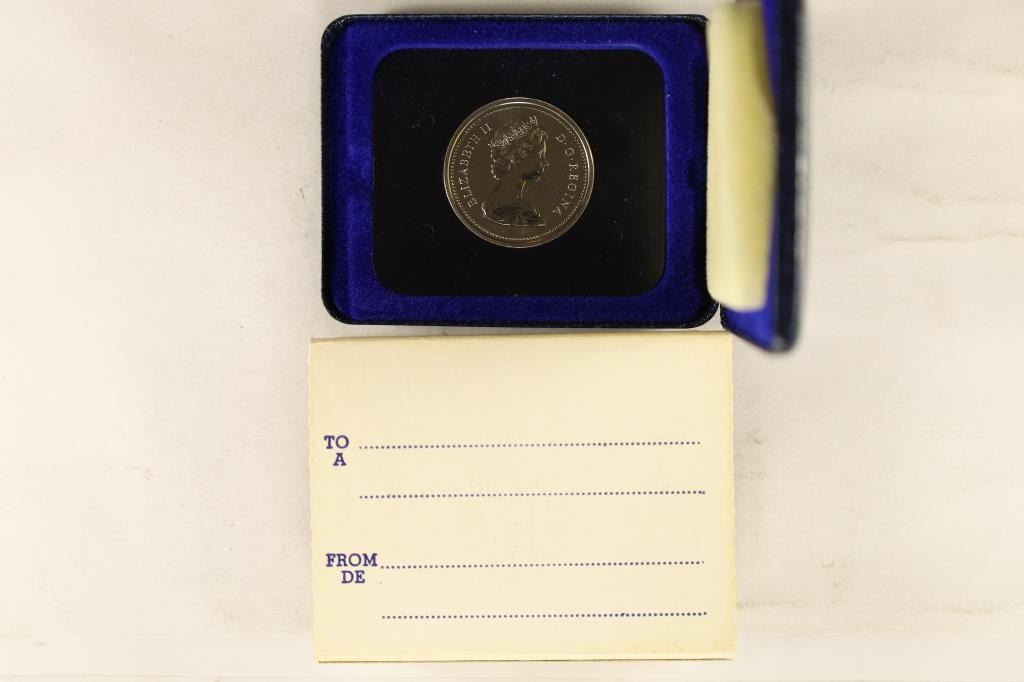 ELIZABETH II D·G·REGINA
TO
A
FROM
DE